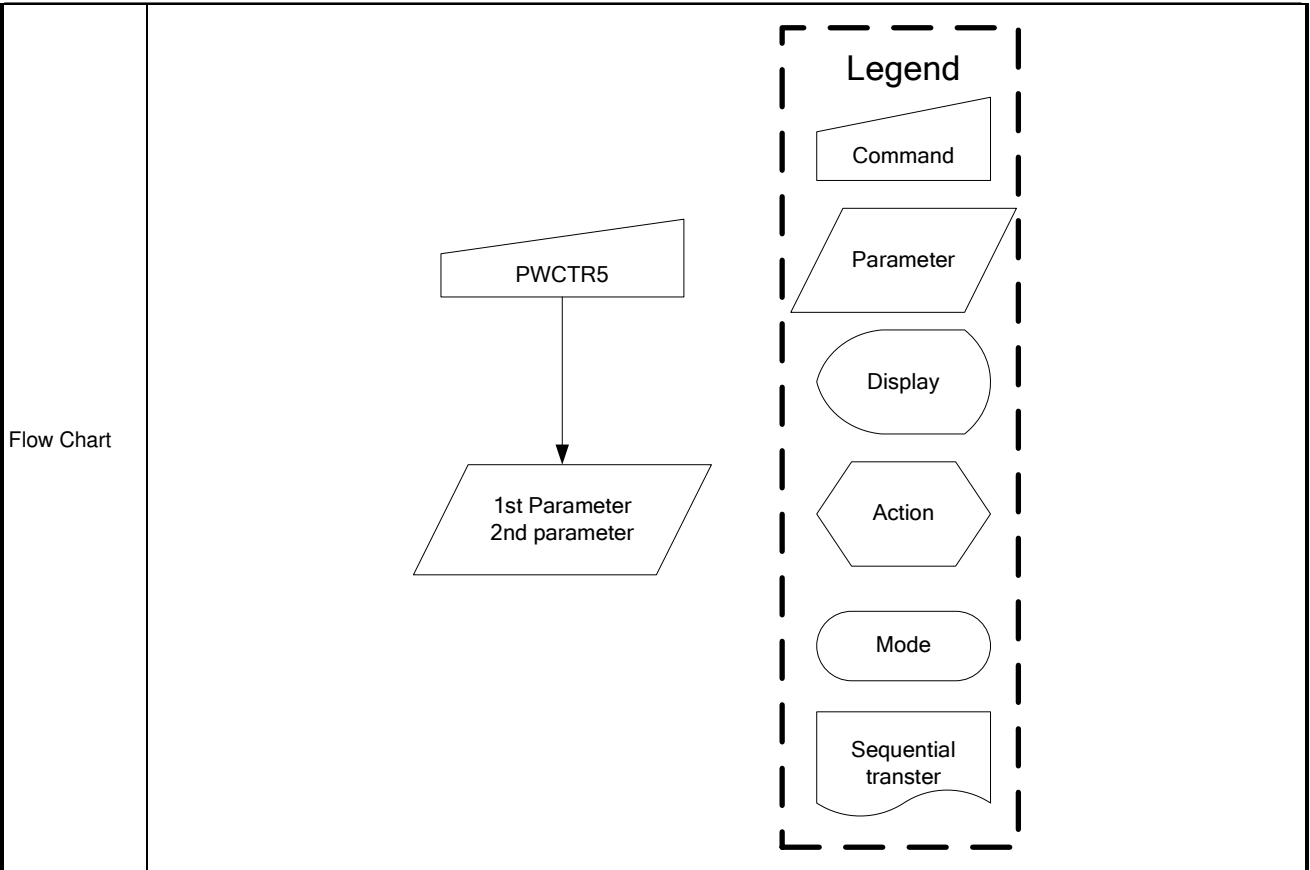 Flow Chart
PWCTR5
1st Parameter
2nd parameter
Legend
Command
Parameter
Display
Action
Mode
Sequential
transter